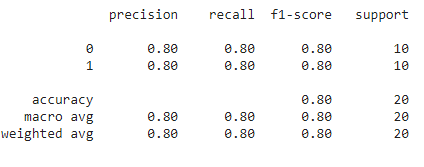 precision recall f1-score support
0 0.80 0.80 0.80 10
1 0.80 0.80 0.80 10
accuracy 0.80 20
macro avg 0.80 0.80 0.80 20
weighted avg 0.80 0.80 0.80 20